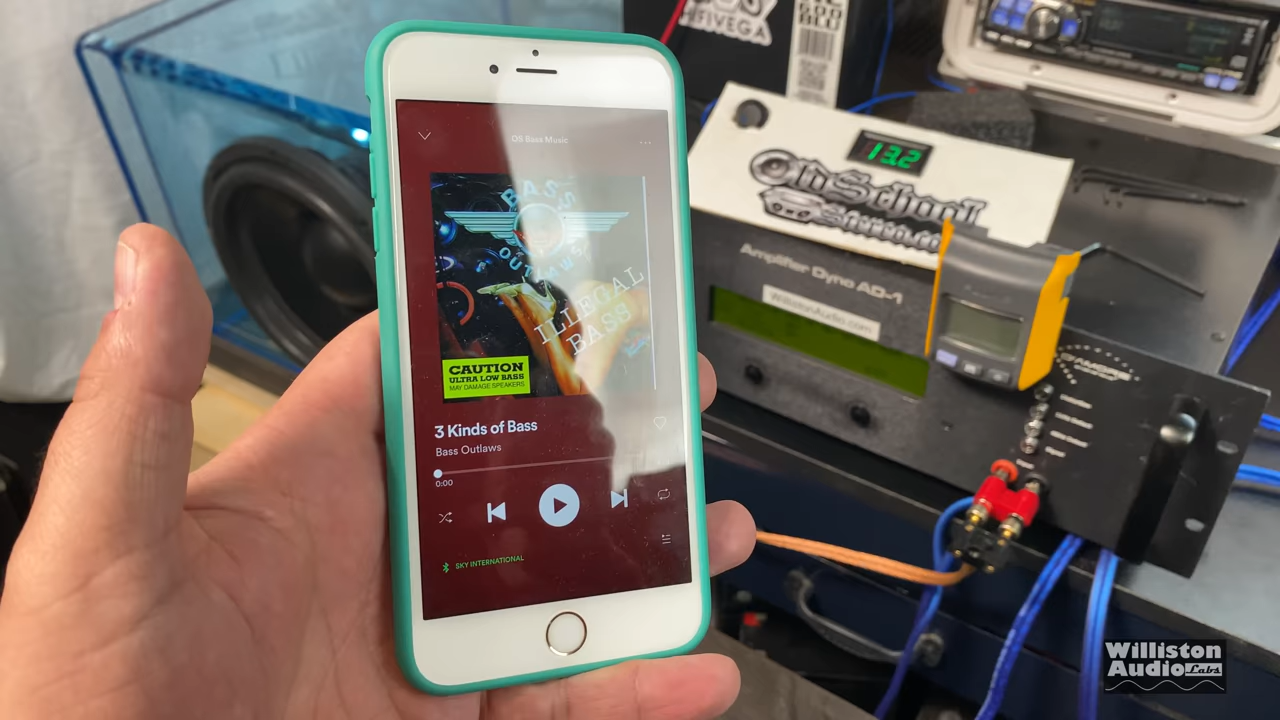 OS Bass Music
BASS
OUTLAWS
ILLEGAL
BASS
CAUTION
ULTRA LOW BASS
MAY DAMAGE SPEAKERS
3 Kinds of Bass
Bass Outlaws
0:00
SKY INTERNATIONAL
FIVEGA
13.2
OldSchool
Amplifier Dyno AD-1
WillistonAudio.com
D'AMORE
Williston
Audio Labs